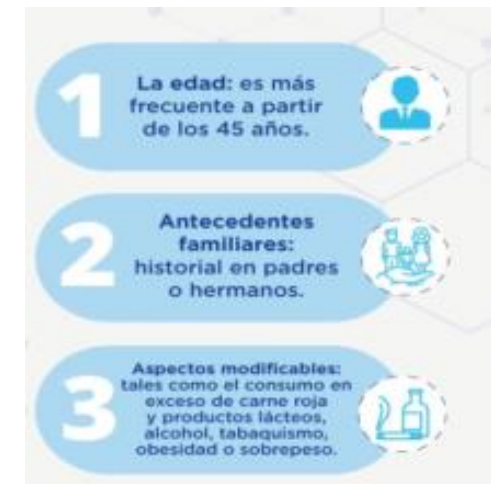 1
La edad: es más
frecuente a partir
de los 45 años.
2
Antecedentes
familiares:
historial en padres
o hermanos.
3
Aspectos modificables:
tales como el consumo en
exceso de carne roja
y productos lácteos,
alcohol, tabaquismo,
obesidad o sobrepeso.